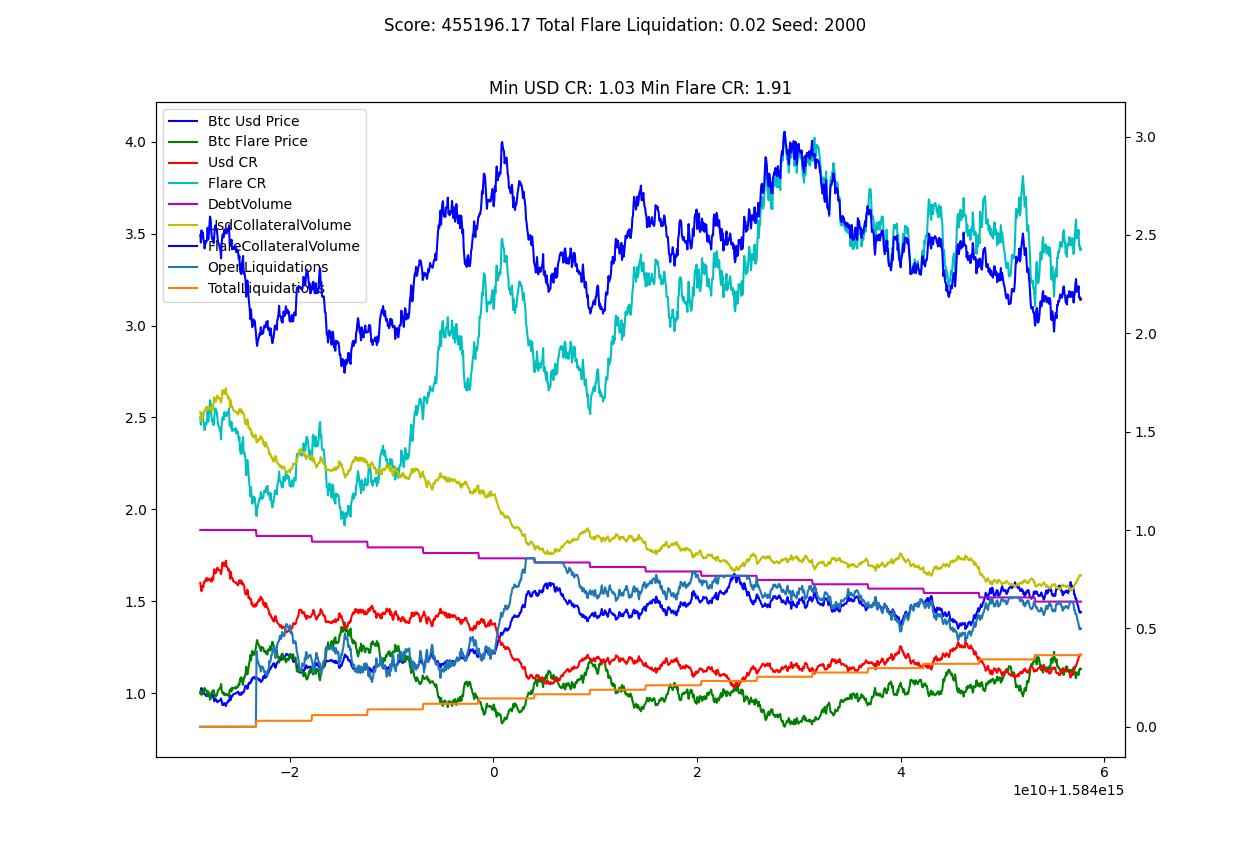 Score: 455196.17 Total Flare Liquidation: 0.02 Seed: 2000
Min USD CR: 1.03 Min Flare CR: 1.91
Btc Usd Price
Btc Flare Price
Usd CR
Flare CR
DebtVolume
UsdCollateralVolume
FlareCollateralVolume
OpenLiquidations
TotalLiquidations
4.0
3.5
3.0
2.5
2.0
1.5
1.0
3.0
2.5
2.0
1.5
1.0
0.5
0.0
−2
0
2
4
6
1e10+1.584e15